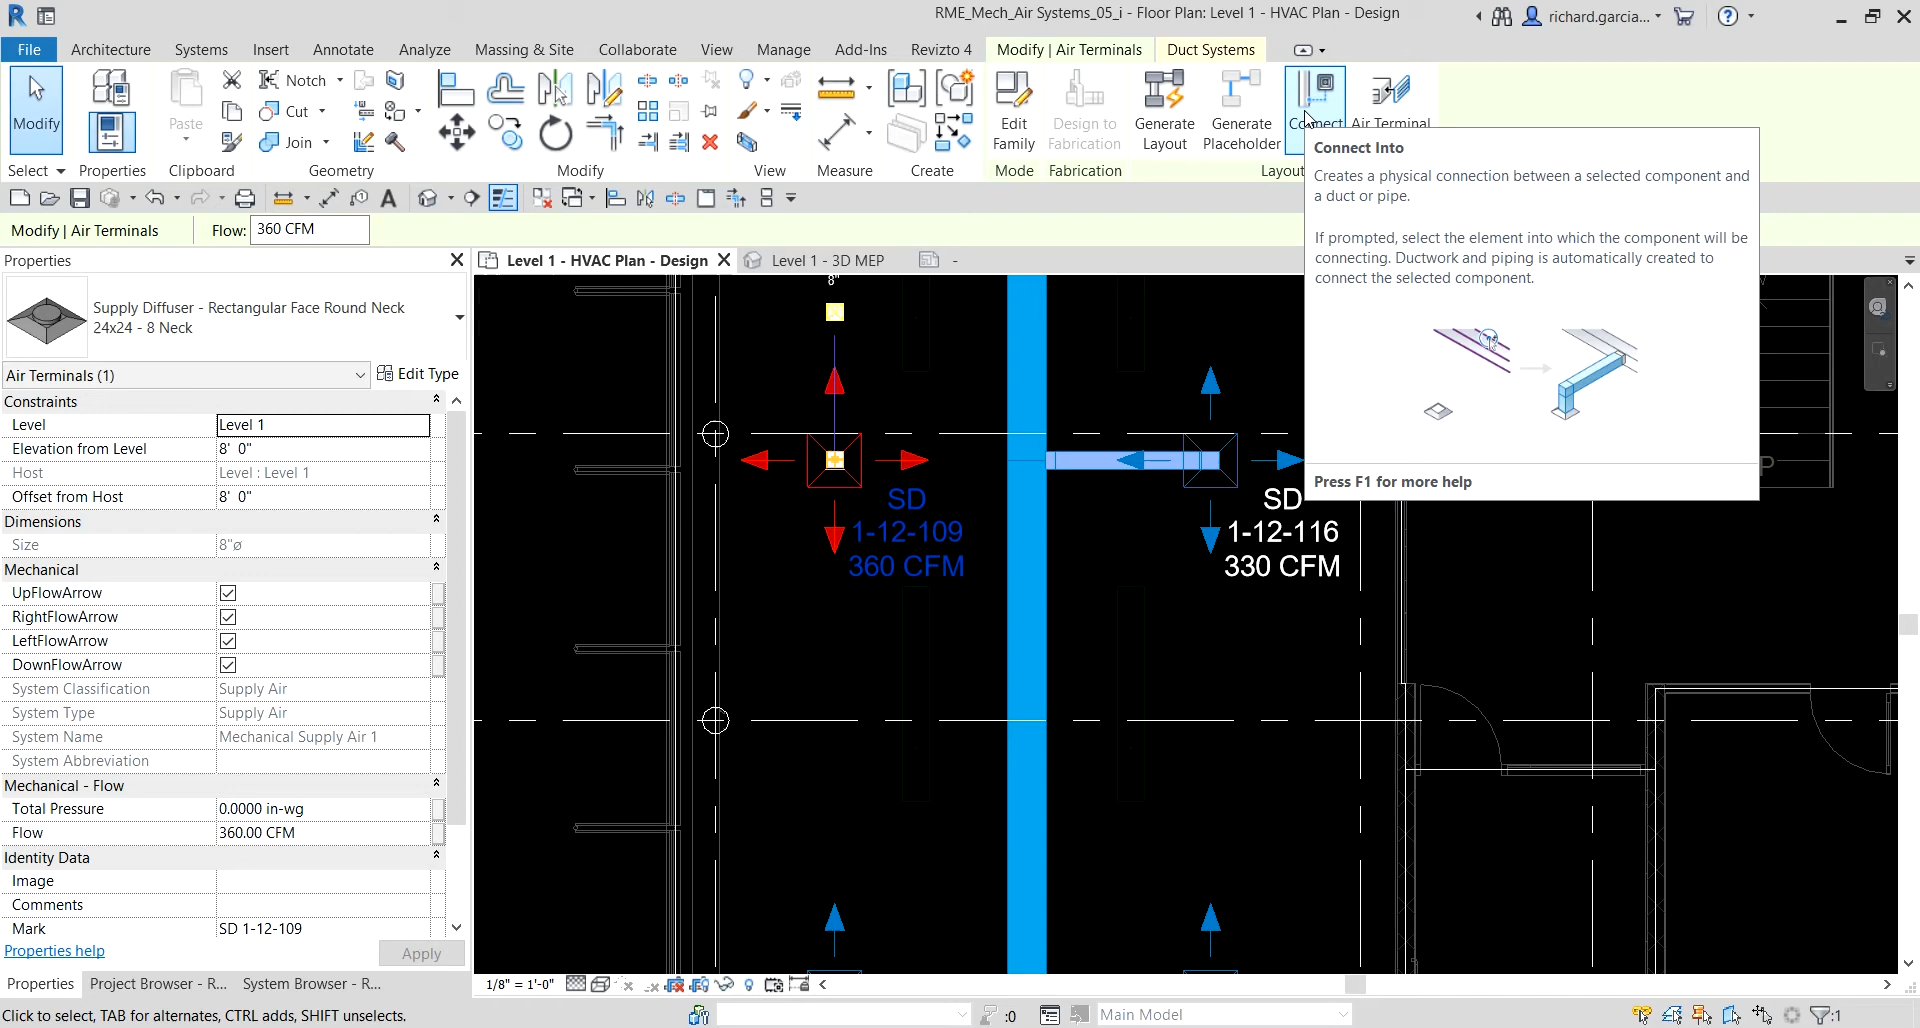 RME_Mech_Air Systems_05_i - Floor Plan: Level 1 - HVAC Plan - Design
richard.garcia...
File Architecture Systems Insert Annotate Analyze Massing & Site Collaborate View Manage Add-Ins Revizto 4 Modify | Air Terminals Duct Systems
Modify
Paste
Notch
Cut
Join
Edit Family
Design to Fabrication
Generate Layout
Generate Placeholder
Connect
Air Terminal
Select Properties Clipboard Geometry Modify View Measure Create Mode Fabrication Layout
Connect Into
Creates a physical connection between a selected component and
a duct or pipe.
If prompted, select the element into which the component will be
connecting. Ductwork and piping is automatically created to
connect the selected component.
Press F1 for more help
Modify | Air Terminals Flow: 360 CFM
Properties
Level 1 - HVAC Plan - Design
Level 1 - 3D MEP
-
Supply Diffuser - Rectangular Face Round Neck
24x24 - 8 Neck
Air Terminals (1) Edit Type
Constraints
Level Level 1
Elevation from Level 8' 0"
Host Level : Level 1
Offset from Host 8' 0"
Dimensions
Size 8"ø
Mechanical
UpFlowArrow
RightFlowArrow
LeftFlowArrow
DownFlowArrow
System Classification Supply Air
System Type Supply Air
System Name Mechanical Supply Air 1
System Abbreviation
Mechanical - Flow
Total Pressure 0.0000 in-wg
Flow 360.00 CFM
Identity Data
Image
Comments
Mark SD 1-12-109
Properties help Apply
Properties Project Browser - R... System Browser - R...
8"
SD
1-12-109
360 CFM
SD
1-12-116
330 CFM
P
1/8" = 1'-0"
Click to select, TAB for alternates, CTRL adds, SHIFT unselects.
:0
Main Model
:1